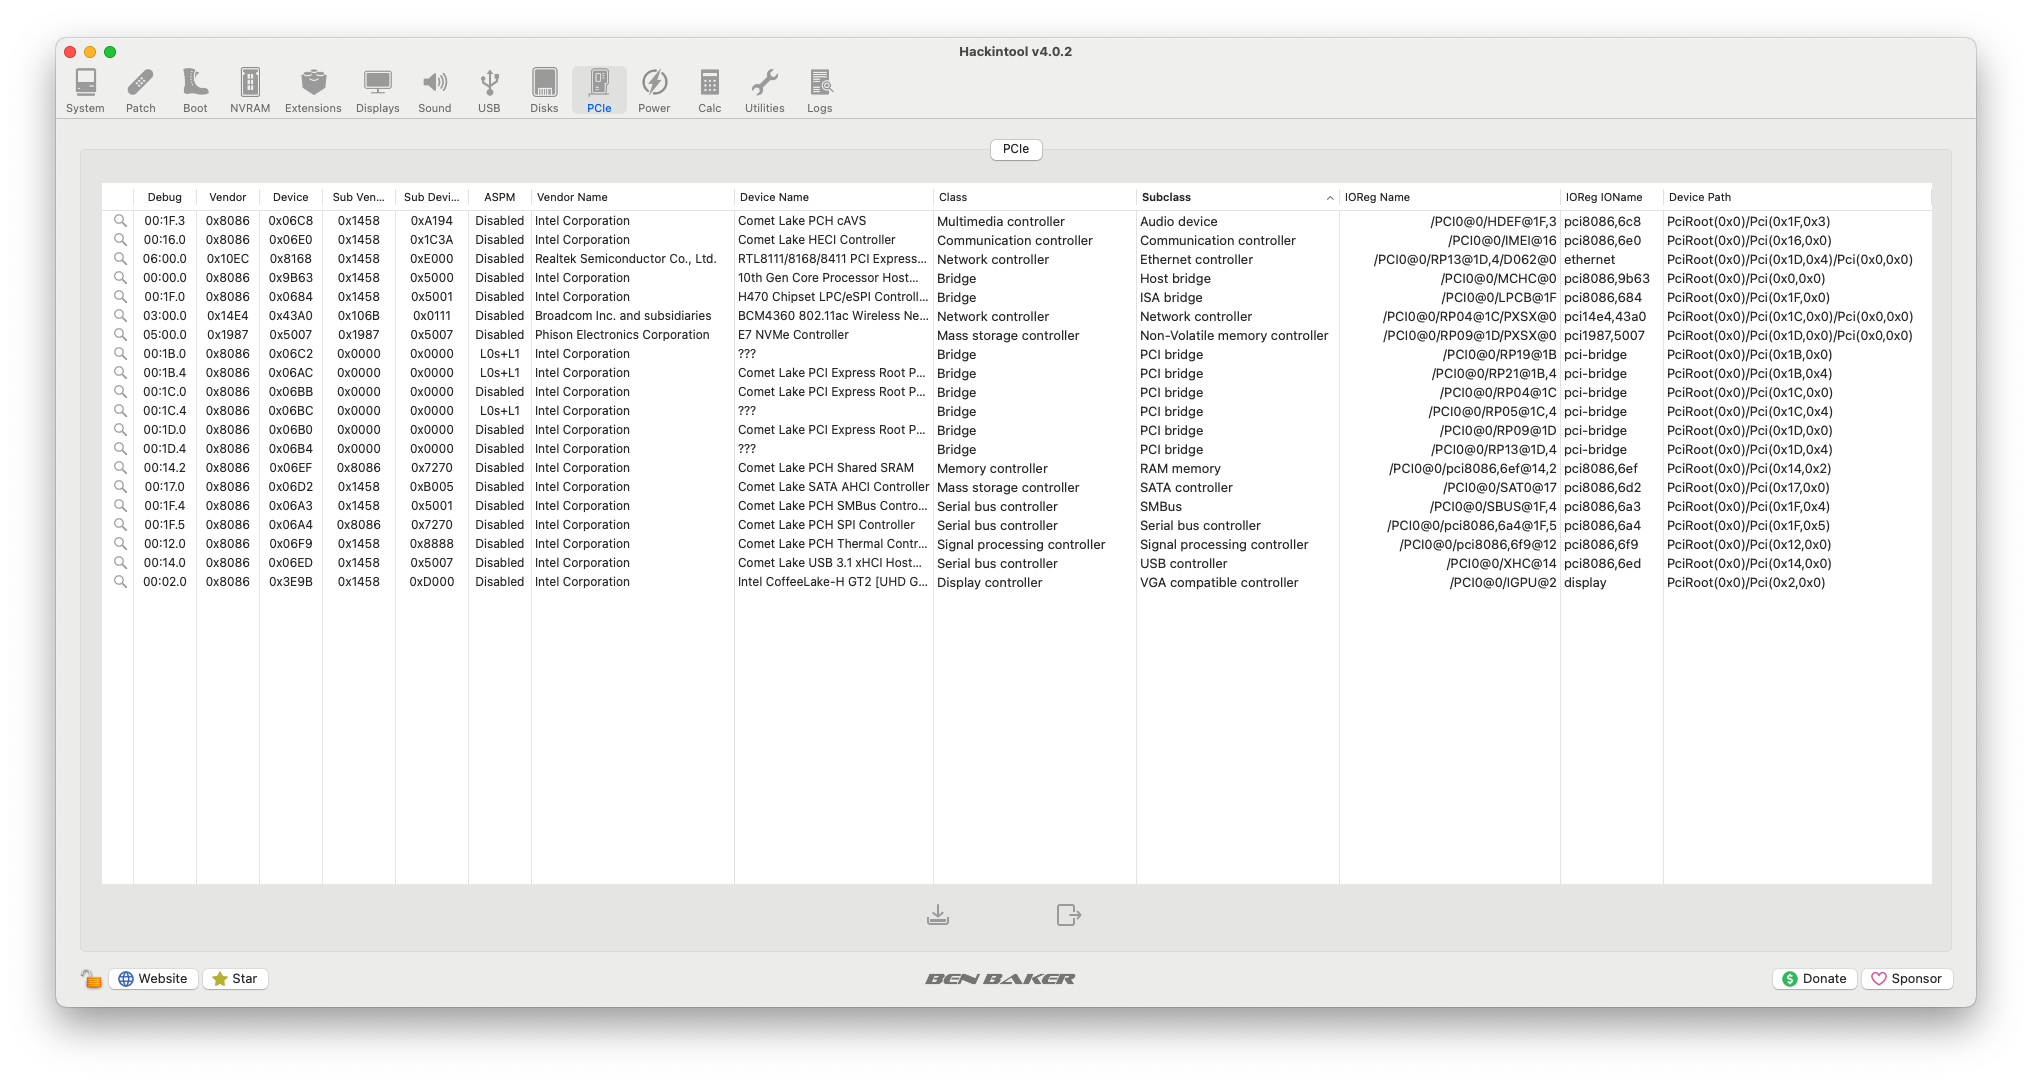 Hackintool v4.0.2
System Patch Boot NVRAM Extensions Displays Sound USB Disks PCIe Power Calc Utilities Logs
PCIe
Debug Vendor Device Sub Ven... Sub Devi... ASPM Vendor Name Device Name Class Subclass IOReg Name IOReg IOName Device Path
00:1F.3 0x8086 0x06C8 0x1458 0xA194 Disabled Intel Corporation Comet Lake PCH cAVS Multimedia controller Audio device /PCI0@0/HDEF@1F,3 pci8086,6c8 PciRoot(0x0)/Pci(0x1F,0x3)
00:16.0 0x8086 0x06E0 0x1458 0x1C3A Disabled Intel Corporation Comet Lake HECI Controller Communication controller Communication controller /PCI0@0/IMEI@16 pci8086,6e0 PciRoot(0x0)/Pci(0x16,0x0)
06:00.0 0x10EC 0x8168 0x1458 0xE000 Disabled Realtek Semiconductor Co., Ltd. RTL8111/8168/8411 PCI Express... Network controller Ethernet controller /PCI0@0/RP13@1D,4/D062@0 ethernet PciRoot(0x0)/Pci(0x1D,0x4)/Pci(0x0,0x0)
00:00.0 0x8086 0x9B63 0x1458 0x5000 Disabled Intel Corporation 10th Gen Core Processor Host... Bridge Host bridge /PCI0@0/MCHC@0 pci8086,9b63 PciRoot(0x0)/Pci(0x0,0x0)
00:1F.0 0x8086 0x0684 0x1458 0x5001 Disabled Intel Corporation H470 Chipset LPC/eSPI Controll... Bridge ISA bridge /PCI0@0/LPCB@1F pci8086,684 PciRoot(0x0)/Pci(0x1F,0x0)
03:00.0 0x14E4 0x43A0 0x106B 0x0111 Disabled Broadcom Inc. and subsidiaries BCM4360 802.11ac Wireless Ne... Network controller Network controller /PCI0@0/RP04@1C/PXSX@0 pci14e4,43a0 PciRoot(0x0)/Pci(0x1C,0x0)/Pci(0x0,0x0)
05:00.0 0x1987 0x5007 0x1987 0x5007 Disabled Phison Electronics Corporation E7 NVMe Controller Mass storage controller Non-Volatile memory controller /PCI0@0/RP09@1D/PXSX@0 pci1987,5007 PciRoot(0x0)/Pci(0x1D,0x0)/Pci(0x0,0x0)
00:1B.0 0x8086 0x06C2 0x0000 0x0000 L0s+L1 Intel Corporation ??? Bridge PCI bridge /PCI0@0/RP19@1B pci-bridge PciRoot(0x0)/Pci(0x1B,0x0)
00:1B.4 0x8086 0x06AC 0x0000 0x0000 L0s+L1 Intel Corporation Comet Lake PCI Express Root P... Bridge PCI bridge /PCI0@0/RP21@1B,4 pci-bridge PciRoot(0x0)/Pci(0x1B,0x4)
00:1C.0 0x8086 0x06BB 0x0000 0x0000 Disabled Intel Corporation Comet Lake PCI Express Root P... Bridge PCI bridge /PCI0@0/RP04@1C pci-bridge PciRoot(0x0)/Pci(0x1C,0x0)
00:1C.4 0x8086 0x06BC 0x0000 0x0000 L0s+L1 Intel Corporation ??? Bridge PCI bridge /PCI0@0/RP05@1C,4 pci-bridge PciRoot(0x0)/Pci(0x1C,0x4)
00:1D.0 0x8086 0x06B0 0x0000 0x0000 Disabled Intel Corporation Comet Lake PCI Express Root P... Bridge PCI bridge /PCI0@0/RP09@1D pci-bridge PciRoot(0x0)/Pci(0x1D,0x0)
00:1D.4 0x8086 0x06B4 0x0000 0x0000 Disabled Intel Corporation ??? Bridge PCI bridge /PCI0@0/RP13@1D,4 pci-bridge PciRoot(0x0)/Pci(0x1D,0x4)
00:14.2 0x8086 0x06EF 0x8086 0x7270 Disabled Intel Corporation Comet Lake PCH Shared SRAM Memory controller RAM memory /PCI0@0/pci8086,6ef@14,2 pci8086,6ef PciRoot(0x0)/Pci(0x14,0x2)
00:17.0 0x8086 0x06D2 0x1458 0xB005 Disabled Intel Corporation Comet Lake SATA AHCI Controller Mass storage controller SATA controller /PCI0@0/SAT0@17 pci8086,6d2 PciRoot(0x0)/Pci(0x17,0x0)
00:1F.4 0x8086 0x06A3 0x1458 0x5001 Disabled Intel Corporation Comet Lake PCH SMBus Contro... Serial bus controller SMBus /PCI0@0/SBUS@1F,4 pci8086,6a3 PciRoot(0x0)/Pci(0x1F,0x4)
00:1F.5 0x8086 0x06A4 0x8086 0x7270 Disabled Intel Corporation Comet Lake PCH SPI Controller Serial bus controller Serial bus controller /PCI0@0/pci8086,6a4@1F,5 pci8086,6a4 PciRoot(0x0)/Pci(0x1F,0x5)
00:12.0 0x8086 0x06F9 0x1458 0x8888 Disabled Intel Corporation Comet Lake PCH Thermal Contr... Signal processing controller Signal processing controller /PCI0@0/pci8086,6f9@12 pci8086,6f9 PciRoot(0x0)/Pci(0x12,0x0)
00:14.0 0x8086 0x06ED 0x1458 0x5007 Disabled Intel Corporation Comet Lake USB 3.1 xHCI Host... Serial bus controller USB controller /PCI0@0/XHC@14 pci8086,6ed PciRoot(0x0)/Pci(0x14,0x0)
00:02.0 0x8086 0x3E9B 0x1458 0xD000 Disabled Intel Corporation Intel CoffeeLake-H GT2 [UHD G... Display controller VGA compatible controller /PCI0@0/IGPU@2 display PciRoot(0x0)/Pci(0x2,0x0)
Website Star BEN BAKER Donate Sponsor